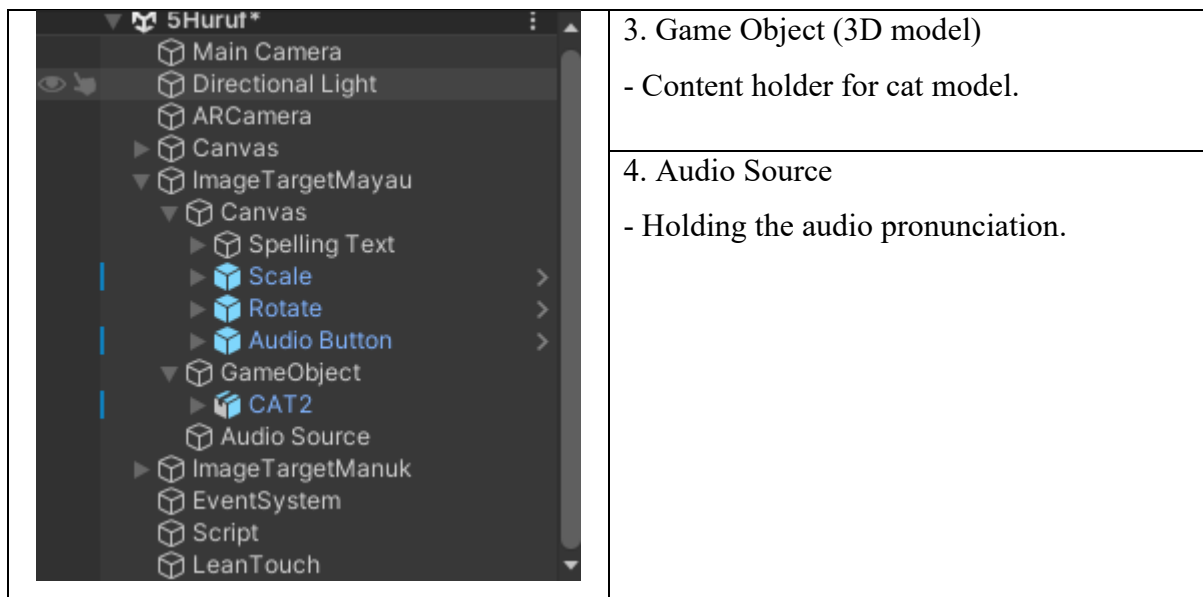 5Huruf*
Main Camera
Directional Light
ARCamera
Canvas
ImageTargetMayau
Canvas
Spelling Text
Scale
Rotate
Audio Button
GameObject
CAT2
Audio Source
ImageTargetManuk
EventSystem
Script
LeanTouch
3. Game Object (3D model)
- Content holder for cat model.
4. Audio Source
- Holding the audio pronunciation.